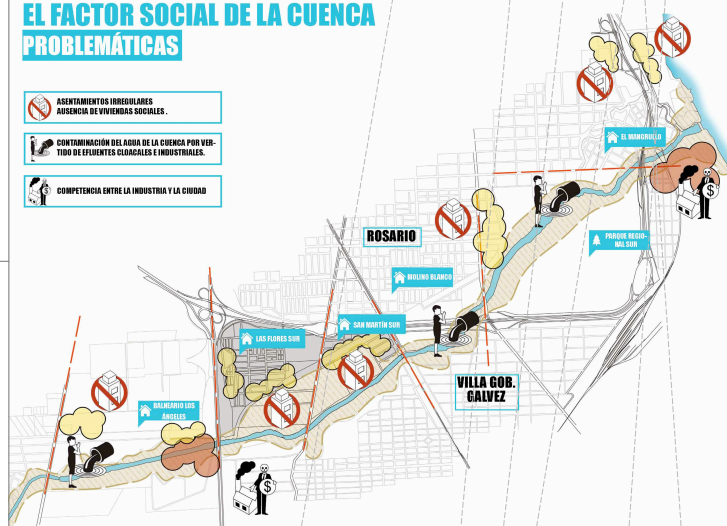 EL FACTOR SOCIAL DE LA CUENCA
PROBLEMÁTICAS
ASENTAMIENTOS IRREGULARES
AUSENCIA DE VIVIENDAS SOCIALES .
CONTAMINACIÓN DEL AGUA DE LA CUENCA POR VER-
TIDO DE EFLUENTES CLOACALES E INDUSTRIALES.
COMPETENCIA ENTRE LA INDUSTRIA Y LA CIUDAD
EL MANGRULLO
PARQUE REGIO-
NAL SUR
ROSARIO
MOLINO BLANCO
SAN MARTÍN SUR
LAS FLORES SUR
VILLA GOB.
GALVEZ
BALNEARIO LOS
ÁNGELES
$
$